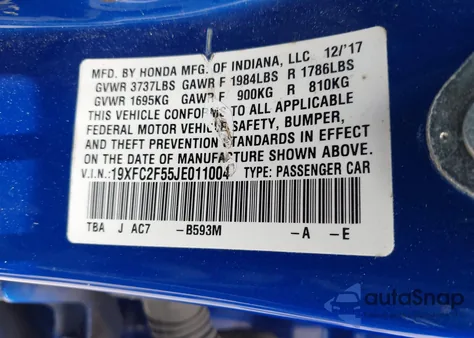 MFD. BY HONDA MFG. OF INDIANA, LLC 12/'17
GVWR 3737LBS GAWR F 1984LBS R 1786LBS
GVWR 1695KG GAWR F 900KG R 810KG
THIS VEHICLE CONFORMS TO ALL APPLICABLE
FEDERAL MOTOR VEHICLE SAFETY, BUMPER,
AND THEFT PREVENTION STANDARDS IN EFFECT
ON THE DATE OF MANUFACTURE SHOWN ABOVE.
V.I.N.: 19XFC2F55JE011004 TYPE: PASSENGER CAR
TBA J AC7 -B593M -A -E
autoSnap